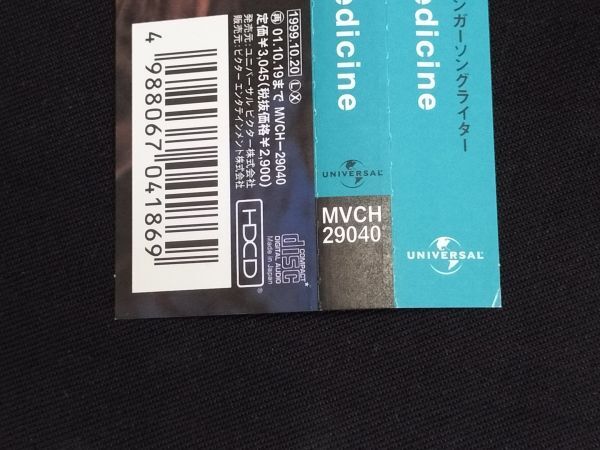 1999.10.20 Ⓛ Ⓧ
㊢ 01.10.19まで MVCH-29040
定価¥3,045(税抜価格¥2,900)
発売元:ユニバーサル ビクター株式会社
販売元:ビクター エンタテインメント株式会社
4 988067 041869
HDCD®
COMPACT
disc
DIGITAL AUDIO
Made in Japan
edicine
UNIVERSAL
MVCH
29040
ンガーソングライター
edicine
UNIVERSAL